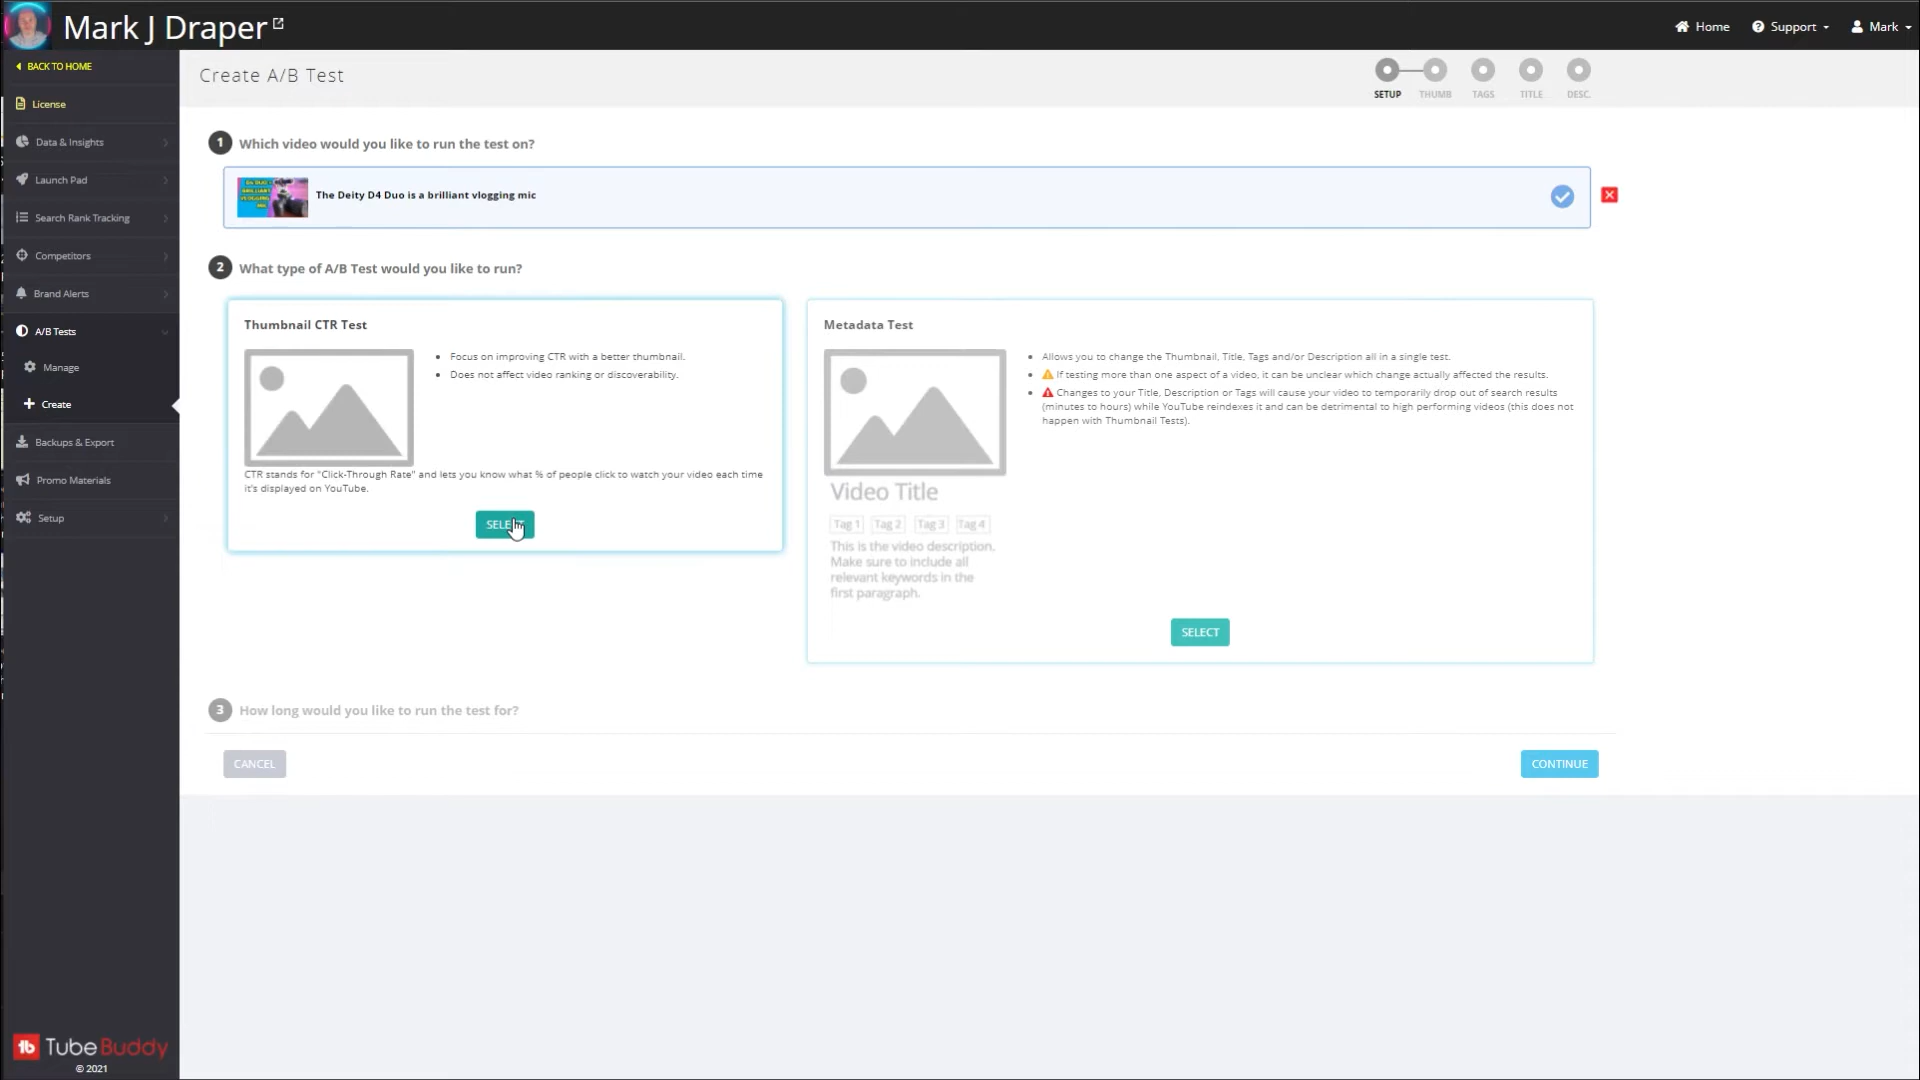 Mark J Draper
Home
Support
Mark
BACK TO HOME
License
Data & Insights
Launch Pad
Search Rank Tracking
Competitors
Brand Alerts
A/B Tests
Manage
Create
Backups & Export
Promo Materials
Setup
TubeBuddy
© 2021
Create A/B Test
SETUP
THUMB
TAGS
TITLE
DESC.
1
Which video would you like to run the test on?
The Deity D4 Duo is a brilliant vlogging mic
2
What type of A/B Test would you like to run?
Thumbnail CTR Test
Focus on improving CTR with a better thumbnail.
Does not affect video ranking or discoverability.
CTR stands for "Click-Through Rate" and lets you know what % of people click to watch your video each time
it's displayed on YouTube.
SELECT
Metadata Test
Allows you to change the Thumbnail, Title, Tags and/or Description all in a single test.
If testing more than one aspect of a video, it can be unclear which change actually affected the results.
Changes to your Title, Description or Tags will cause your video to temporarily drop out of search results
(minutes to hours) while YouTube reindexes it and can be detrimental to high performing videos (this does not
happen with Thumbnail Tests).
Video Title
Tag 1 Tag 2 Tag 3 Tag 4
This is the video description.
Make sure to include all
relevant keywords in the
first paragraph.
SELECT
3
How long would you like to run the test for?
CANCEL
CONTINUE